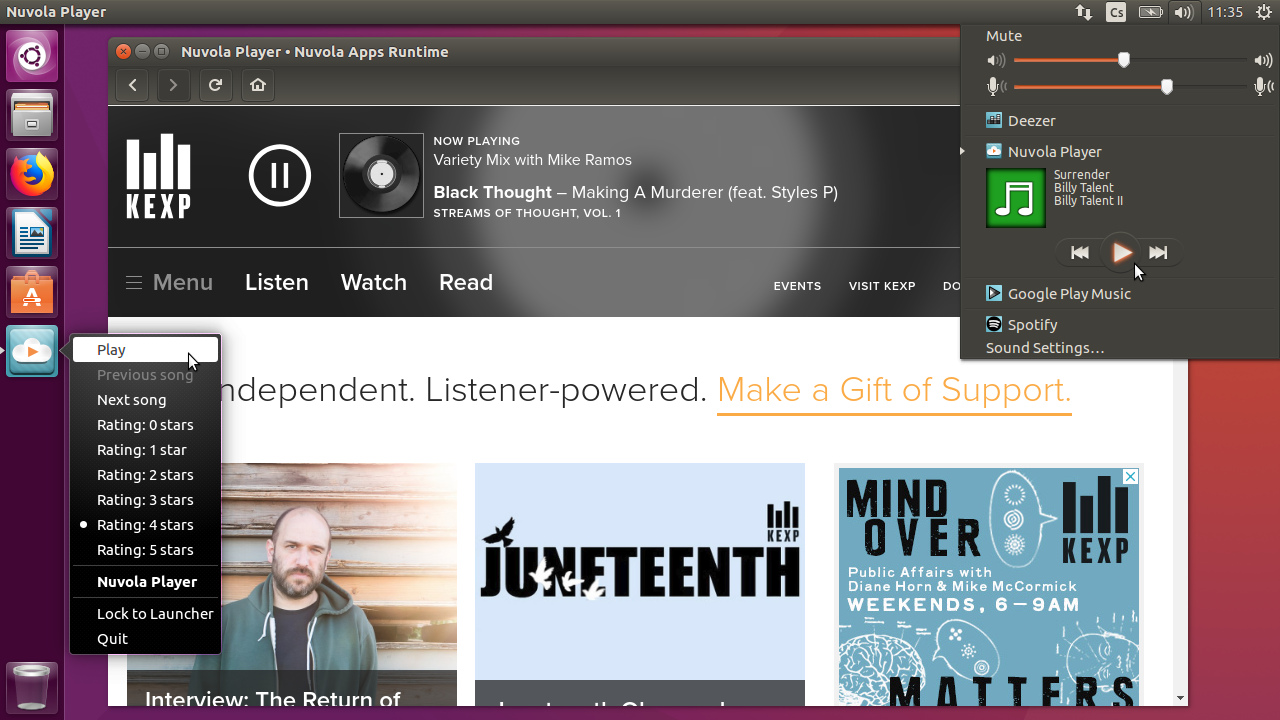 Nuvola Player
Cs
11:35
Nuvola Player • Nuvola Apps Runtime
KEXP
NOW PLAYING
Variety Mix with Mike Ramos
Black Thought – Making A Murderer (feat. Styles P)
STREAMS OF THOUGHT, VOL. 1
Menu
Listen
Watch
Read
EVENTS
VISIT KEXP
DO
Mute
Deezer
Nuvola Player
Surrender
Billy Talent
Billy Talent II
Google Play Music
Spotify
Sound Settings…
Play
Previous song
Next song
Rating: 0 stars
Rating: 1 star
Rating: 2 stars
Rating: 3 stars
Rating: 4 stars
Rating: 5 stars
Nuvola Player
Lock to Launcher
Quit
ndependent. Listener-powered. Make a Gift of Support.
Interview: The Return of
KEXP
JUNETEENTH
MIND
OVER
KEXP
Public Affairs with
Diane Horn & Mike McCormick
WEEKENDS, 6 – 9AM
MATTERS